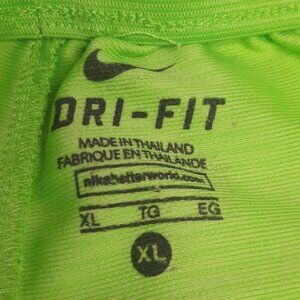 DRI-FIT
MADE IN THAILAND
FABRIQUE EN THAILANDE
nikebetterworld.com
XL TG EG
XL